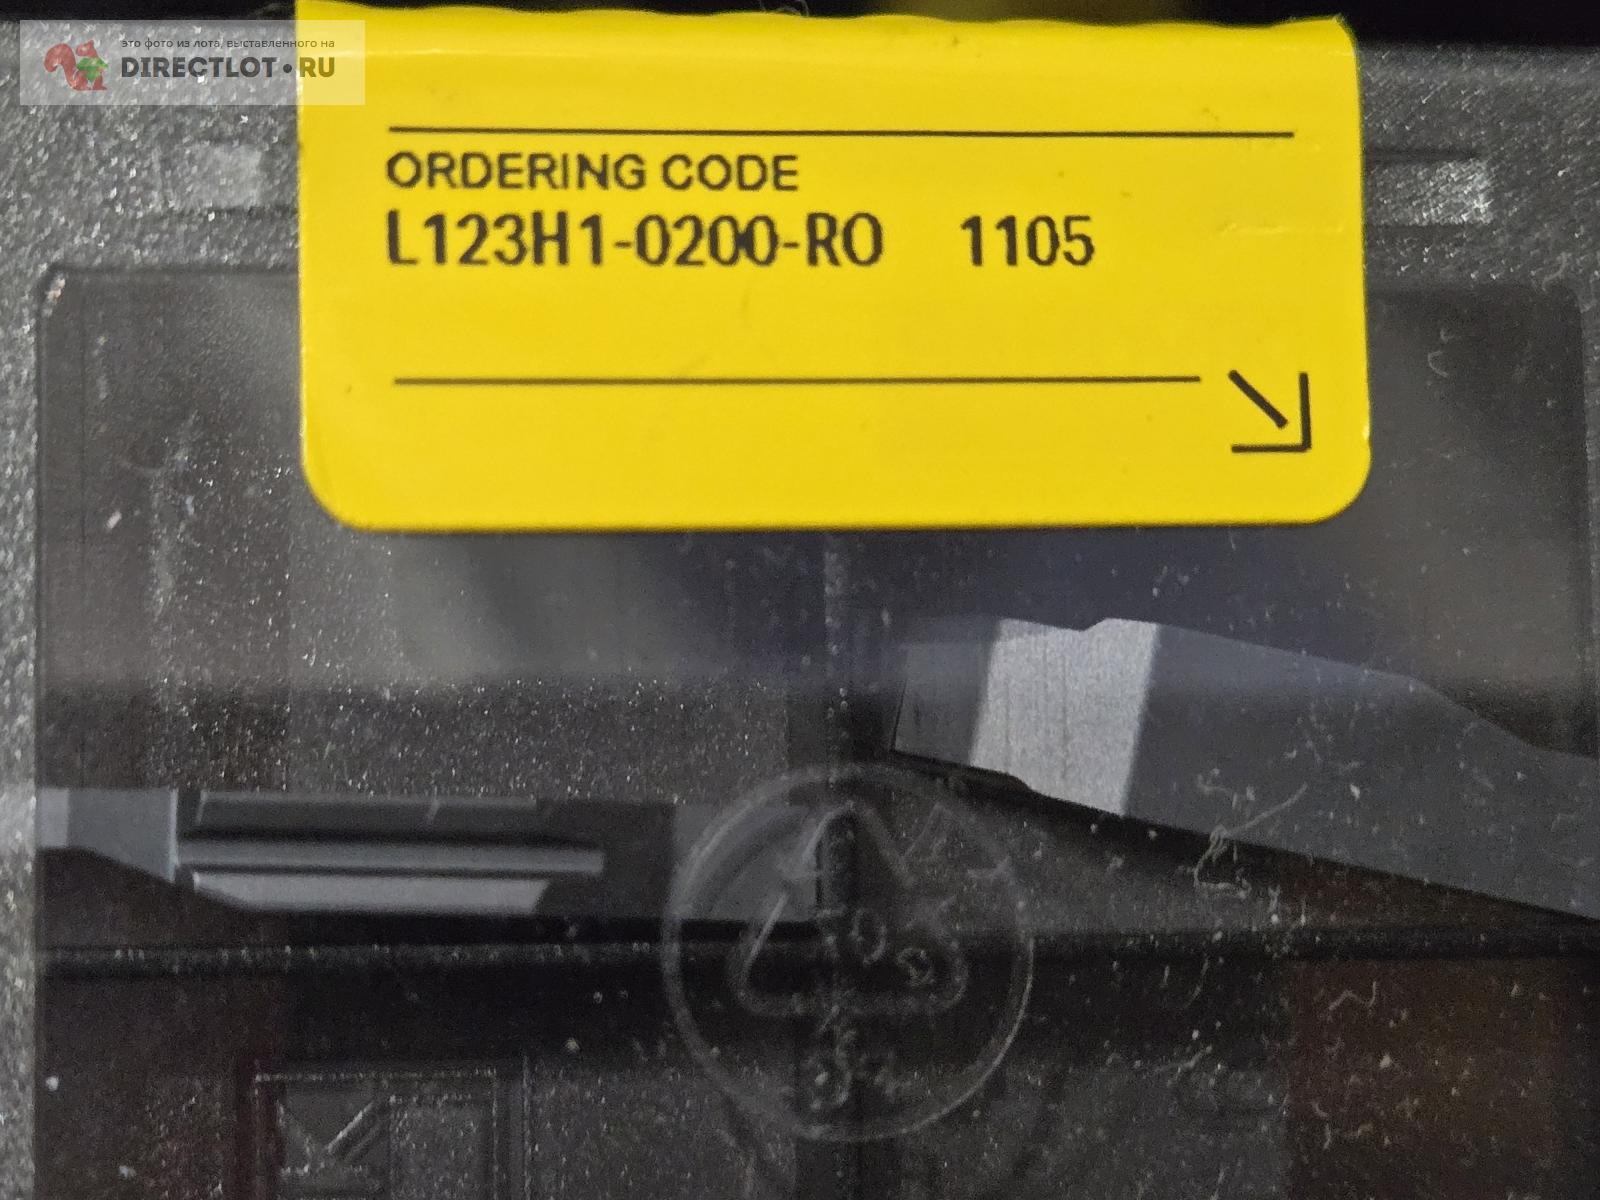 это фото из лота, выставленного на
DIRECTLOT.RU
ORDERING CODE
L123H1-0200-RO 1105